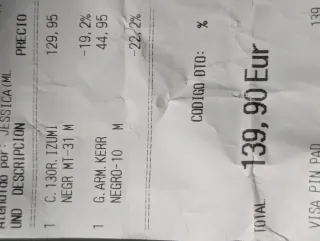 Atendido por: JESSICA(ML
UND DESCRIPCION PRECIO
1 C.130R.IZUMI 129,95
NEGR MT-31 M -19,2%
1 G.ARM.KERR 44,95
NEGRO-10 M -22,2%
CODIGO DTO: %
TOTAL 139,90 Eur
VISA PIN PAD 139